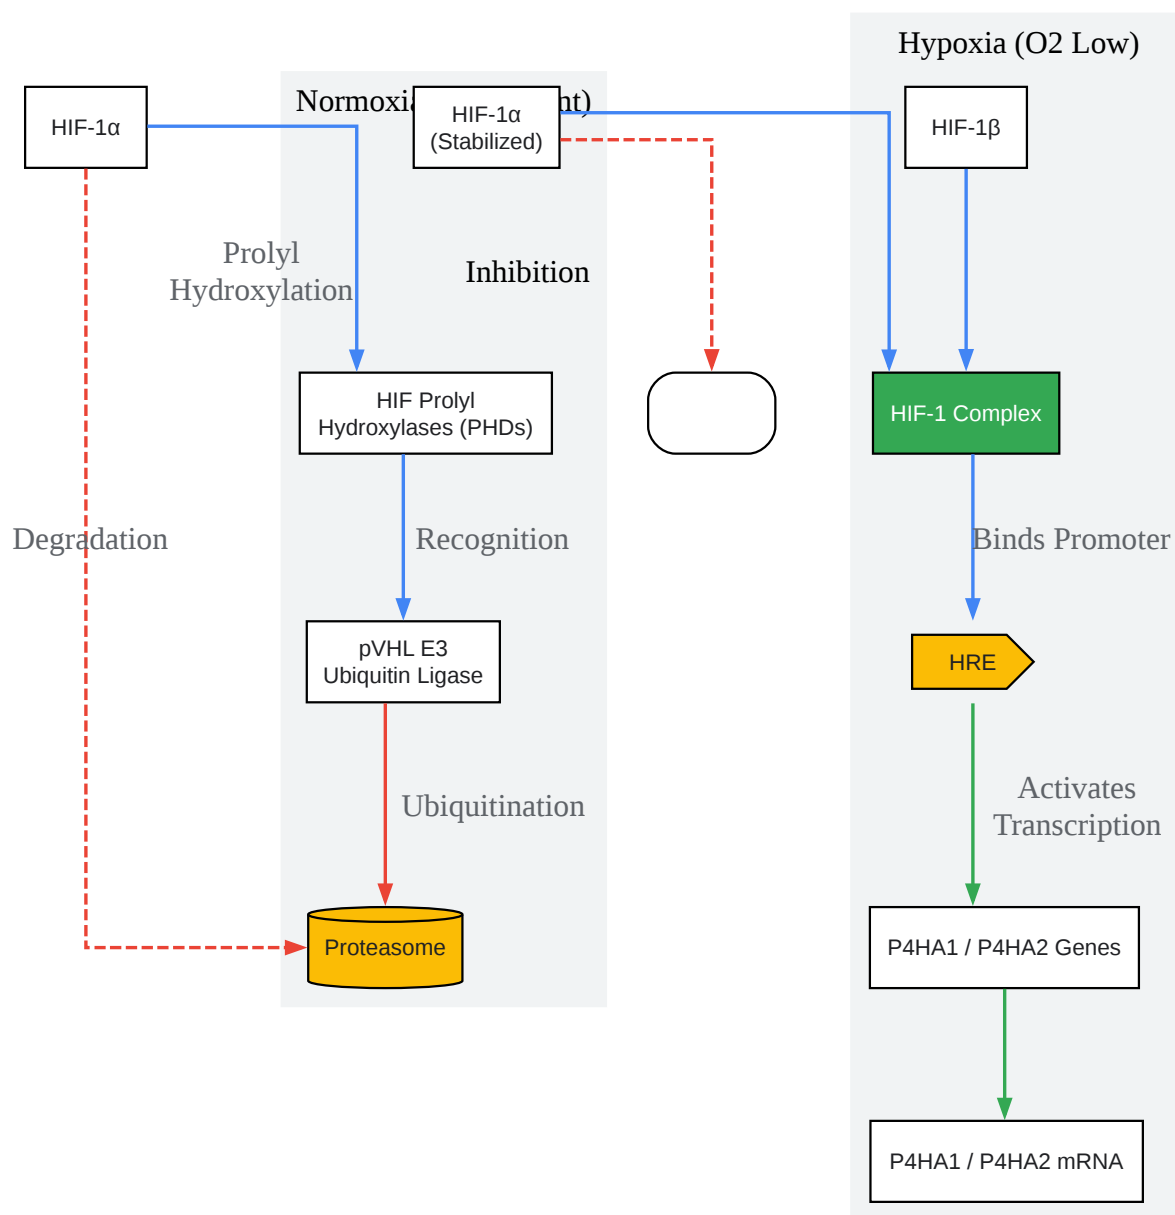 Hypoxia (O2 Low)
Normoxia
nt)
HIF-1α
HIF-1α
(Stabilized)
HIF-1β
Prolyl
Hydroxylation
Inhibition
HIF Prolyl
Hydroxylases (PHDs)
HIF-1 Complex
Degradation
Recognition
Binds Promoter
pVHL E3
Ubiquitin Ligase
HRE
Ubiquitination
Activates
Transcription
Proteasome
P4HA1 / P4HA2 Genes
P4HA1 / P4HA2 mRNA